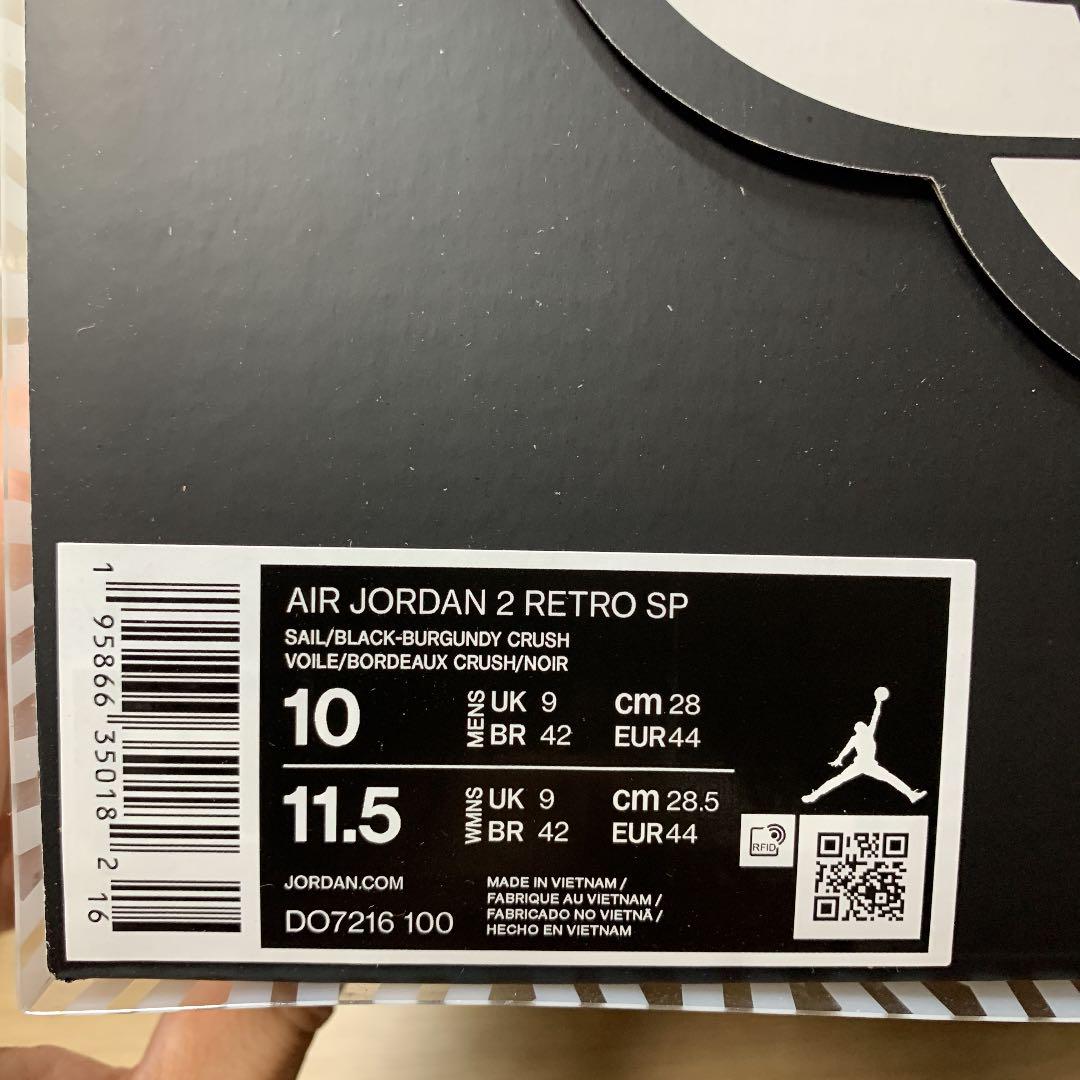 AIR JORDAN 2 RETRO SP
SAIL/BLACK-BURGUNDY CRUSH
VOILE/BORDEAUX CRUSH/NOIR
10 MENS UK 9 cm 28
BR 42 EUR 44
11.5 WMNS UK 9 cm 28.5
BR 42 EUR 44
RFID
JORDAN.COM
DO7216 100
MADE IN VIETNAM /
FABRIQUE AU VIETNAM /
FABRICADO NO VIETNÃ /
HECHO EN VIETNAM
1 95866 35018 2 16